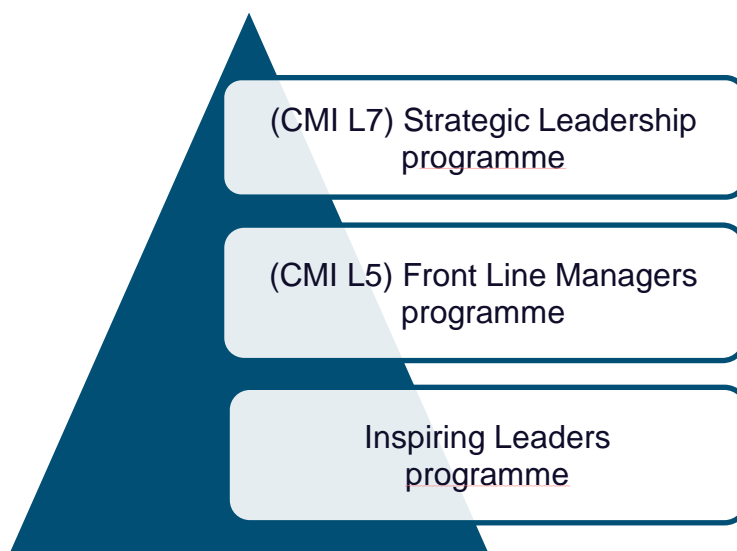 (CMI L7) Strategic Leadership
programme
(CMI L5) Front Line Managers
programme
Inspiring Leaders
programme